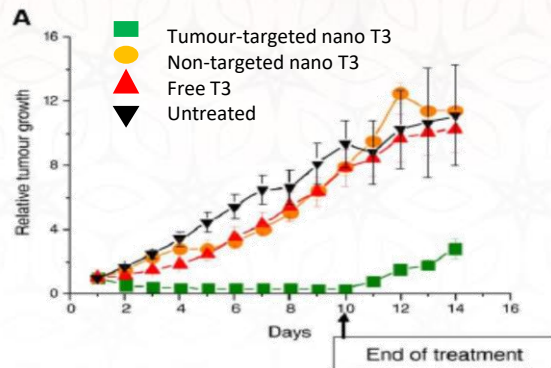 A
16
12
8
4
0
Relative tumour growth
Tumour-targeted nano T3
Non-targeted nano T3
Free T3
Untreated
0 2 4 6 8 10 12 14 16
Days
End of treatment